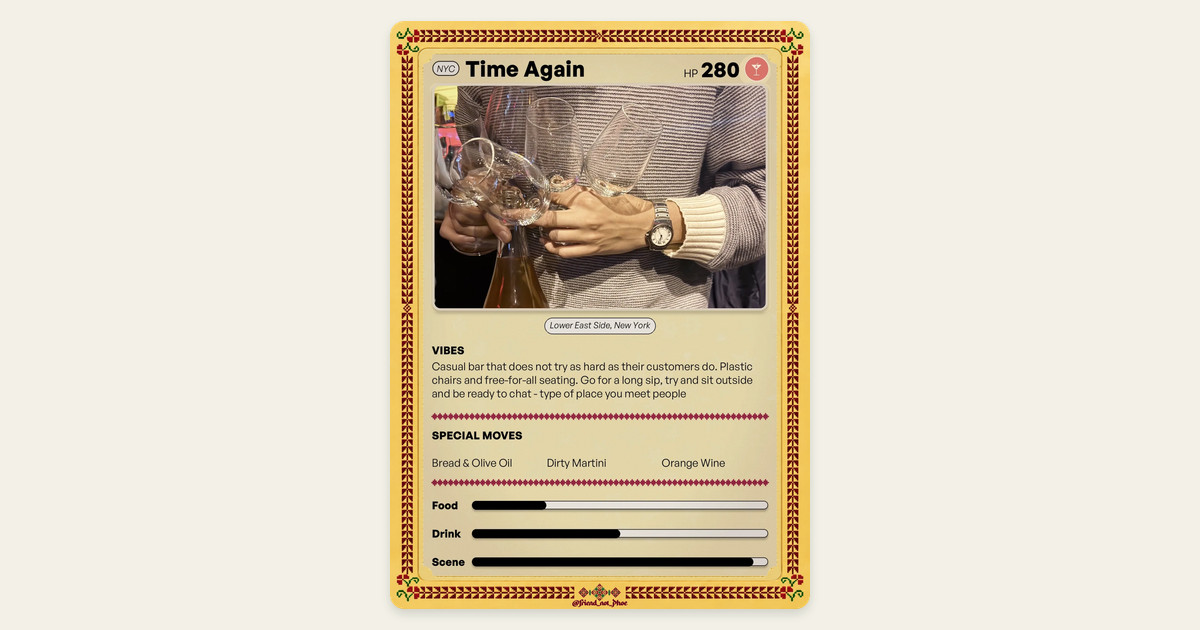 NYC Time Again HP 280
Lower East Side, New York
VIBES
Casual bar that does not try as hard as their customers do. Plastic
chairs and free-for-all seating. Go for a long sip, try and sit outside
and be ready to chat - type of place you meet people
SPECIAL MOVES
Bread & Olive Oil Dirty Martini Orange Wine
Food
Drink
Scene
@friend_not_phoe